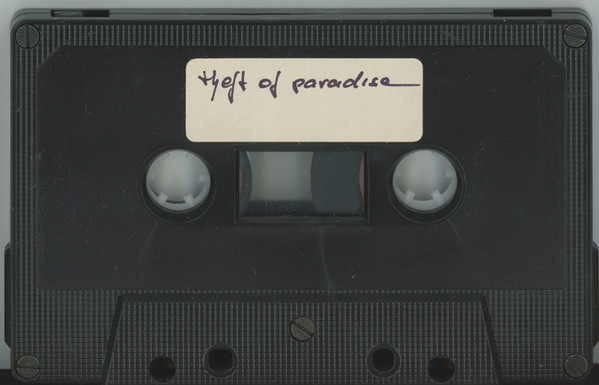 theft of paradise